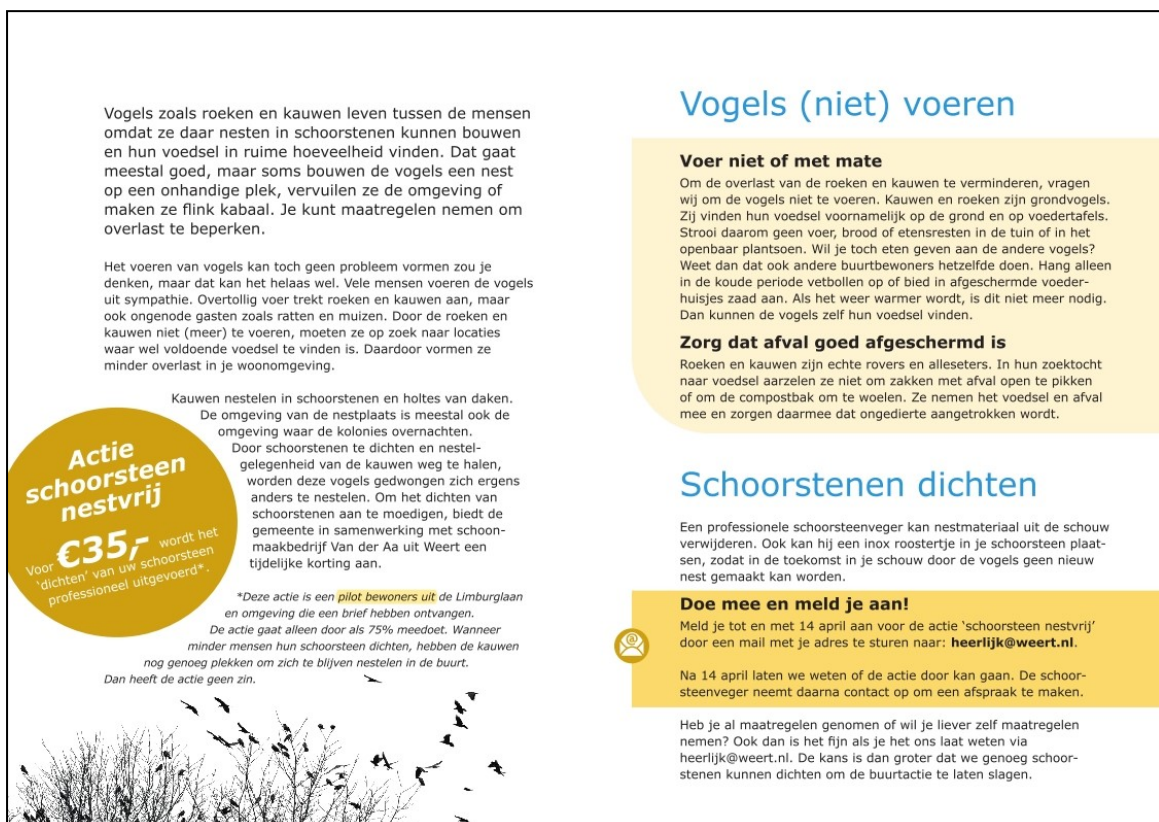 Vogels zoals roeken en kauwen leven tussen de mensen
omdat ze daar nesten in schoorstenen kunnen bouwen
en hun voedsel in ruime hoeveelheid vinden. Dat gaat
meestal goed, maar soms bouwen de vogels een nest
op een onhandige plek, vervuilen ze de omgeving of
maken ze flink kabaal. Je kunt maatregelen nemen om
overlast te beperken.
Het voeren van vogels kan toch geen probleem vormen zou je
denken, maar dat kan het helaas wel. Vele mensen voeren de vogels
uit sympathie. Overtollig voer trekt roeken en kauwen aan, maar
ook ongenode gasten zoals ratten en muizen. Door de roeken en
kauwen niet (meer) te voeren, moeten ze op zoek naar locaties
waar wel voldoende voedsel te vinden is. Daardoor vormen ze
minder overlast in je woonomgeving.
Kauwen nestelen in schoorstenen en holtes van daken.
De omgeving van de nestplaats is meestal ook de
omgeving waar de kolonies overnachten.
Door schoorstenen te dichten en nestel-
gelegenheid van de kauwen weg te halen,
worden deze vogels gedwongen zich ergens
anders te nestelen. Om het dichten van
schoorstenen aan te moedigen, biedt de
gemeente in samenwerking met schoon-
maakbedrijf Van der Aa uit Weert een
tijdelijke korting aan.
Actie
schoorsteen
nestvrij
Voor €35,- wordt het
'dichten' van uw schoorsteen
professioneel uitgevoerd*.
*Deze actie is een pilot bewoners uit de Limburglaan
en omgeving die een brief hebben ontvangen.
De actie gaat alleen door als 75% meedoet. Wanneer
minder mensen hun schoorsteen dichten, hebben de kauwen
nog genoeg plekken om zich te blijven nestelen in de buurt.
Dan heeft de actie geen zin.
Vogels (niet) voeren
Voer niet of met mate
Om de overlast van de roeken en kauwen te verminderen, vragen
wij om de vogels niet te voeren. Kauwen en roeken zijn grondvogels.
Zij vinden hun voedsel voornamelijk op de grond en op voedertafels.
Strooi daarom geen voer, brood of etensresten in de tuin of in het
openbaar plantsoen. Wil je toch eten geven aan de andere vogels?
Weet dan dat ook andere buurtbewoners hetzelfde doen. Hang alleen
in de koude periode vetbollen op of bied in afgeschermde voeder-
huisjes zaad aan. Als het weer warmer wordt, is dit niet meer nodig.
Dan kunnen de vogels zelf hun voedsel vinden.
Zorg dat afval goed afgeschermd is
Roeken en kauwen zijn echte rovers en alleseters. In hun zoektocht
naar voedsel aarzelen ze niet om zakken met afval open te pikken
of om de compostbak om te woelen. Ze nemen het voedsel en afval
mee en zorgen daarmee dat ongedierte aangetrokken wordt.
Schoorstenen dichten
Een professionele schoorsteenveger kan nestmateriaal uit de schouw
verwijderen. Ook kan hij een inox roostertje in je schoorsteen plaat-
sen, zodat in de toekomst in je schouw door de vogels geen nieuw
nest gemaakt kan worden.
Doe mee en meld je aan!
Meld je tot en met 14 april aan voor de actie 'schoorsteen nestvrij'
door een mail met je adres te sturen naar: heerlijk@weert.nl.
Na 14 april laten we weten of de actie door kan gaan. De schoor-
steenveger neemt daarna contact op om een afspraak te maken.
Heb je al maatregelen genomen of wil je liever zelf maatregelen
nemen? Ook dan is het fijn als je het ons laat weten via
heerlijk@weert.nl. De kans is dan groter dat we genoeg schoor-
stenen kunnen dichten om de buurtactie te laten slagen.